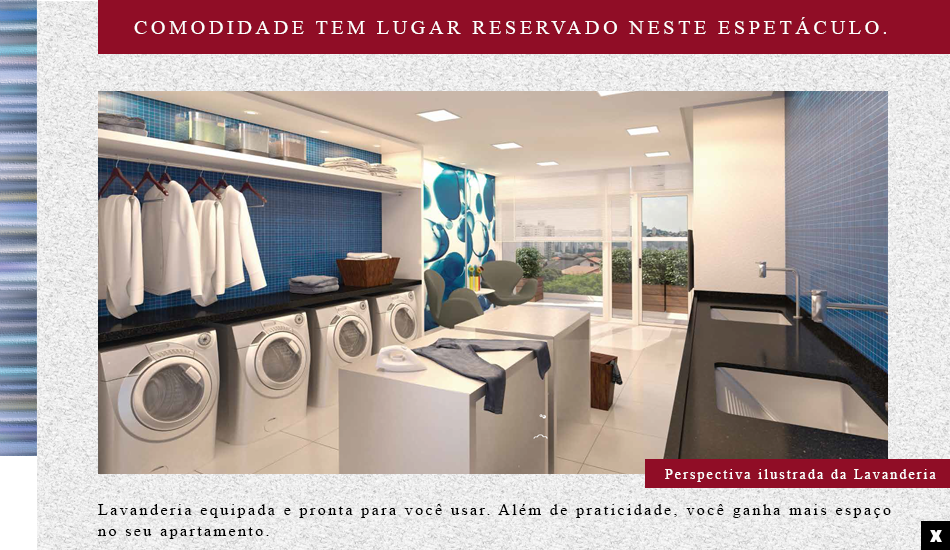 COMODIDADE TEM LUGAR RESERVADO NESTE ESPETÁCULO.
Perspectiva ilustrada da Lavanderia
Lavanderia equipada e pronta para você usar. Além de praticidade, você ganha mais espaço
no seu apartamento.
X